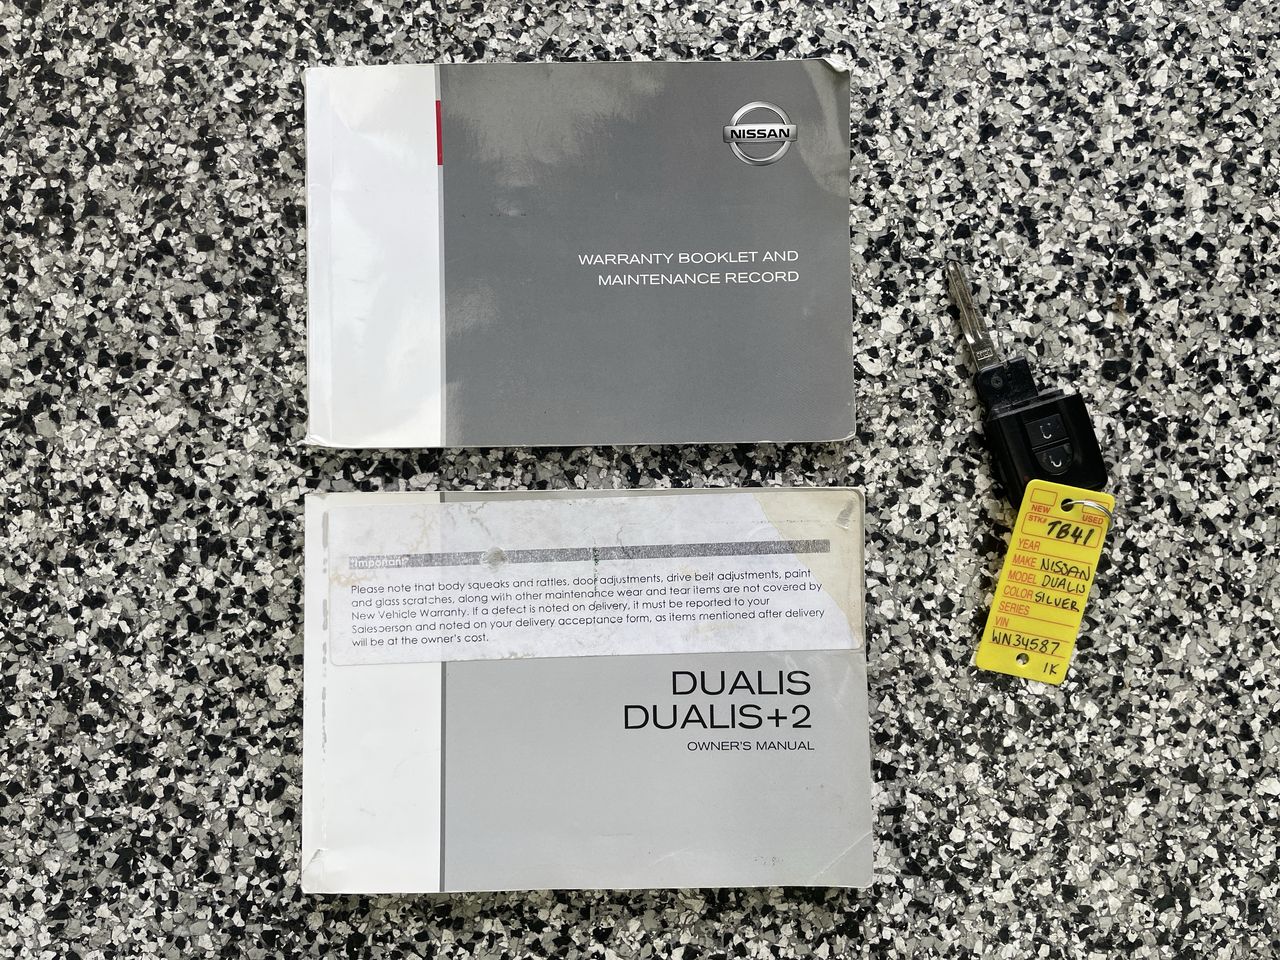 NISSAN
WARRANTY BOOKLET AND
MAINTENANCE RECORD
*Important*
Please note that body squeaks and rattles, door adjustments, drive belt adjustments, paint
and glass scratches, along with other maintenance wear and tear items are not covered by
New Vehicle Warranty. If a defect is noted on delivery, it must be reported to your
Salesperson and noted on your delivery acceptance form, as items mentioned after delivery
will be at the owner's cost.
DUALIS
DUALIS+2
OWNER'S MANUAL
NEW USED
STK# TB41
YEAR
MAKE NISSAN
MODEL DUALIS
COLOR SILVER
SERIES
VIN
WN34587
1K